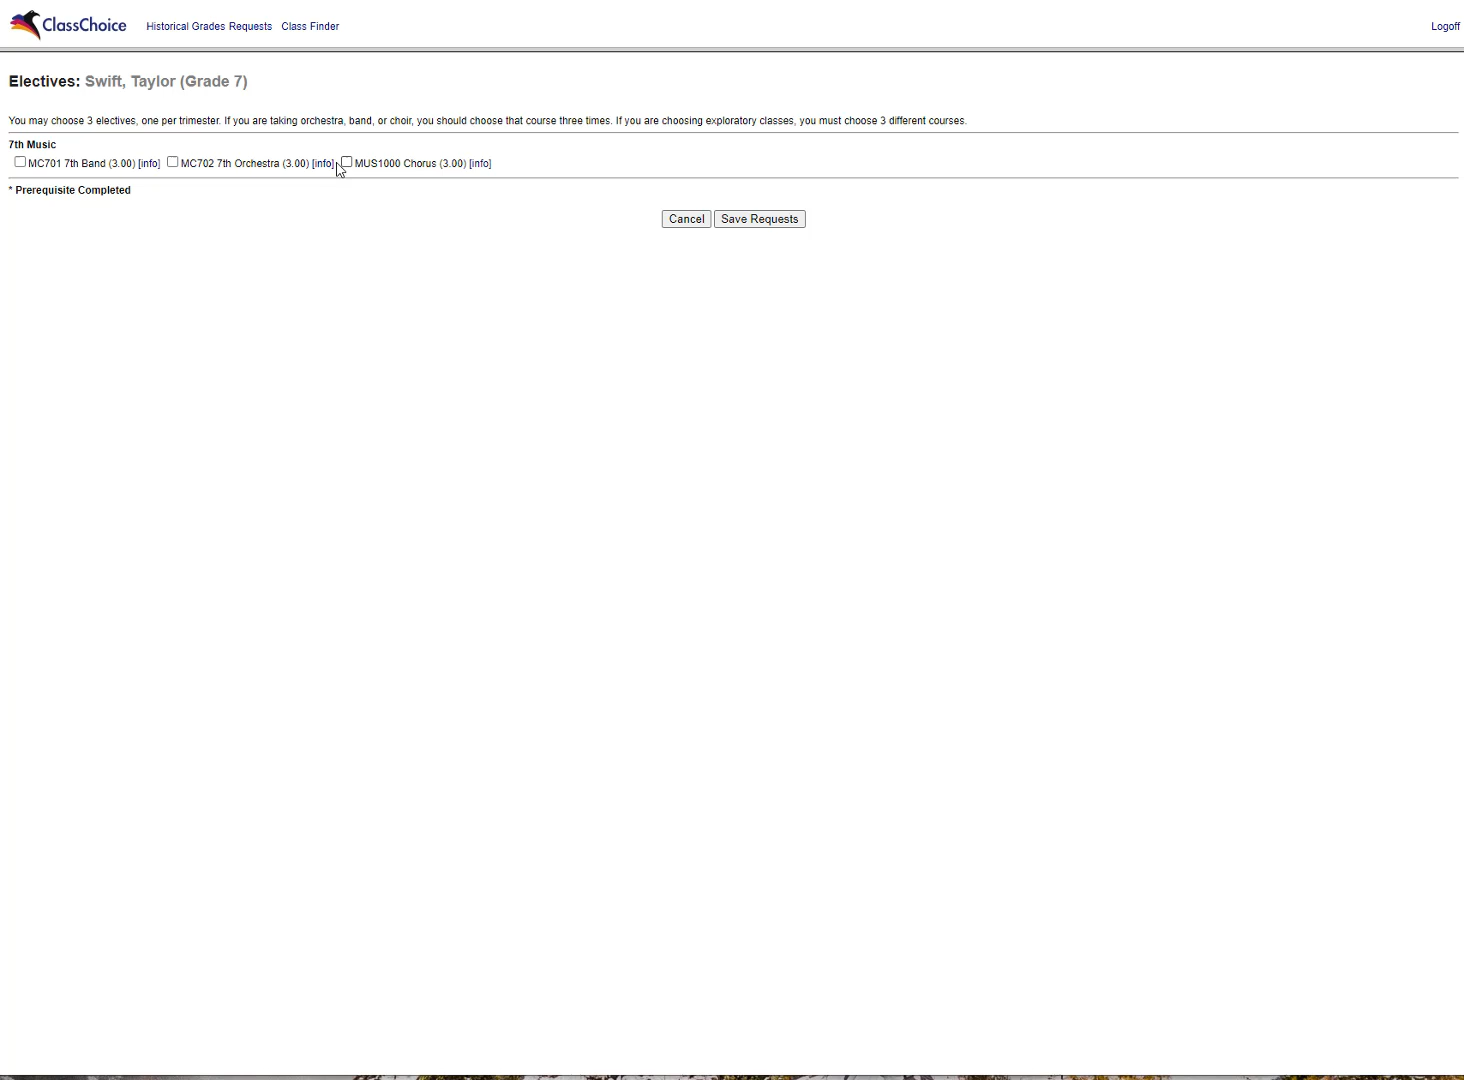 ClassChoice Historical Grades Requests Class Finder Logoff
Electives: Swift, Taylor (Grade 7)
You may choose 3 electives, one per trimester. If you are taking orchestra, band, or choir, you should choose that course three times. If you are choosing exploratory classes, you must choose 3 different courses.
7th Music
MC701 7th Band (3.00) [info] MC702 7th Orchestra (3.00) [info] MUS1000 Chorus (3.00) [info]
* Prerequisite Completed
Cancel Save Requests